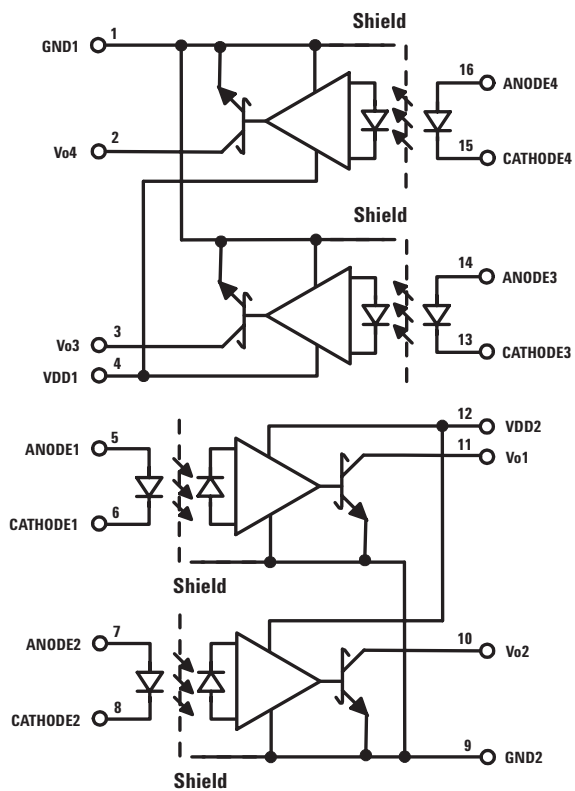 Shield
GND1 1
16 ANODE4
Vo4 2
15 CATHODE4
Shield
14 ANODE3
Vo3 3
13 CATHODE3
VDD1 4
12 VDD2
ANODE1 5
11 Vo1
CATHODE1 6
Shield
ANODE2 7
10 Vo2
CATHODE2 8
9 GND2
Shield